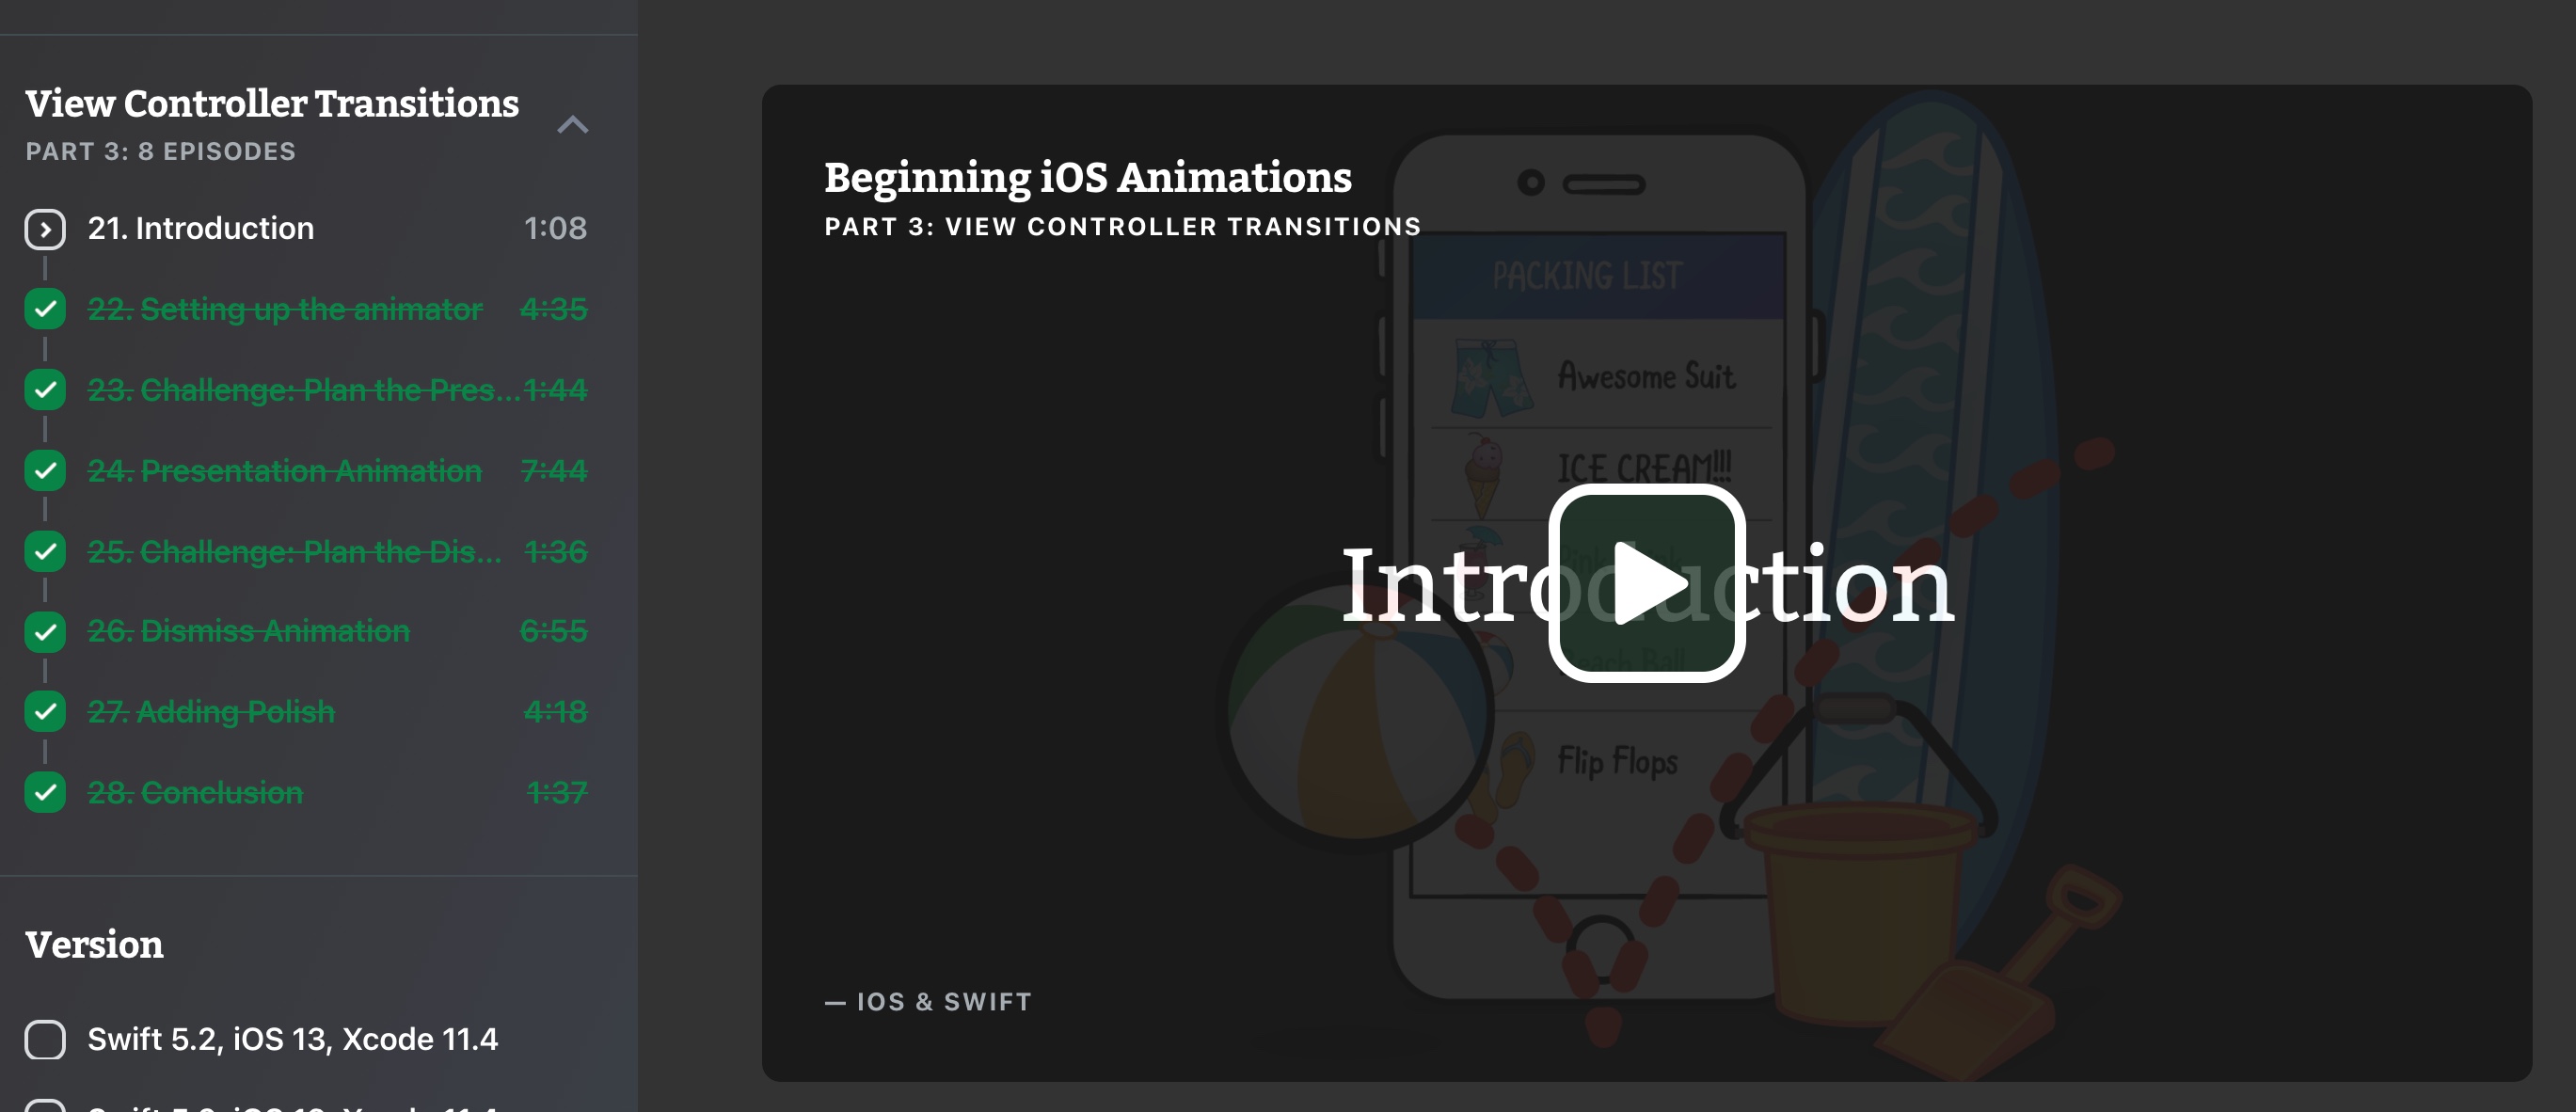 View Controller Transitions
PART 3: 8 EPISODES
21. Introduction 1:08
22. Setting up the animator 4:35
23. Challenge: Plan the Pres... 1:44
24. Presentation Animation 7:44
25. Challenge: Plan the Dis... 1:36
26. Dismiss Animation 6:55
27. Adding Polish 4:18
28. Conclusion 1:37
Version
Swift 5.2, iOS 13, Xcode 11.4
Beginning iOS Animations
PART 3: VIEW CONTROLLER TRANSITIONS
PACKING LIST
Awesome Suit
ICE CREAM!!!
Introduction
Beach Ball
Flip Flops
— IOS & SWIFT